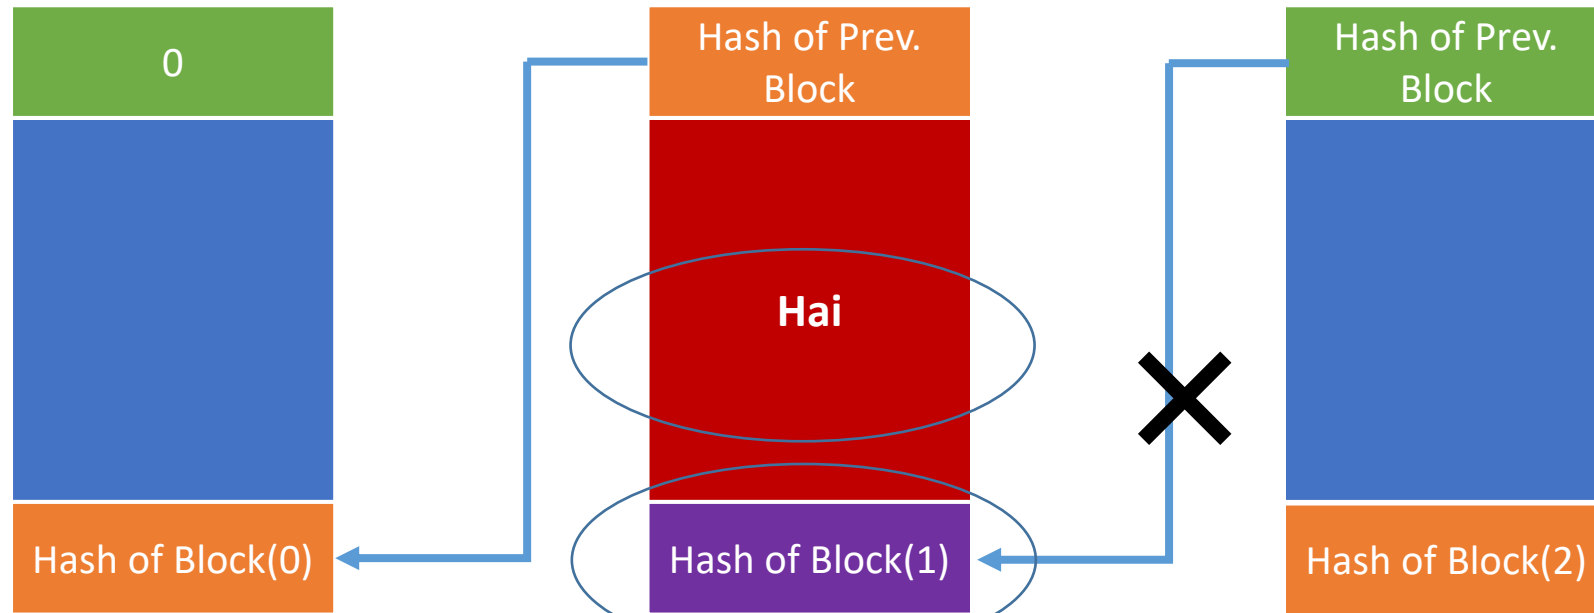 0
Hash of Block(0)
Hash of Prev.
Block
Hai
Hash of Block(1)
Hash of Prev.
Block
Hash of Block(2)